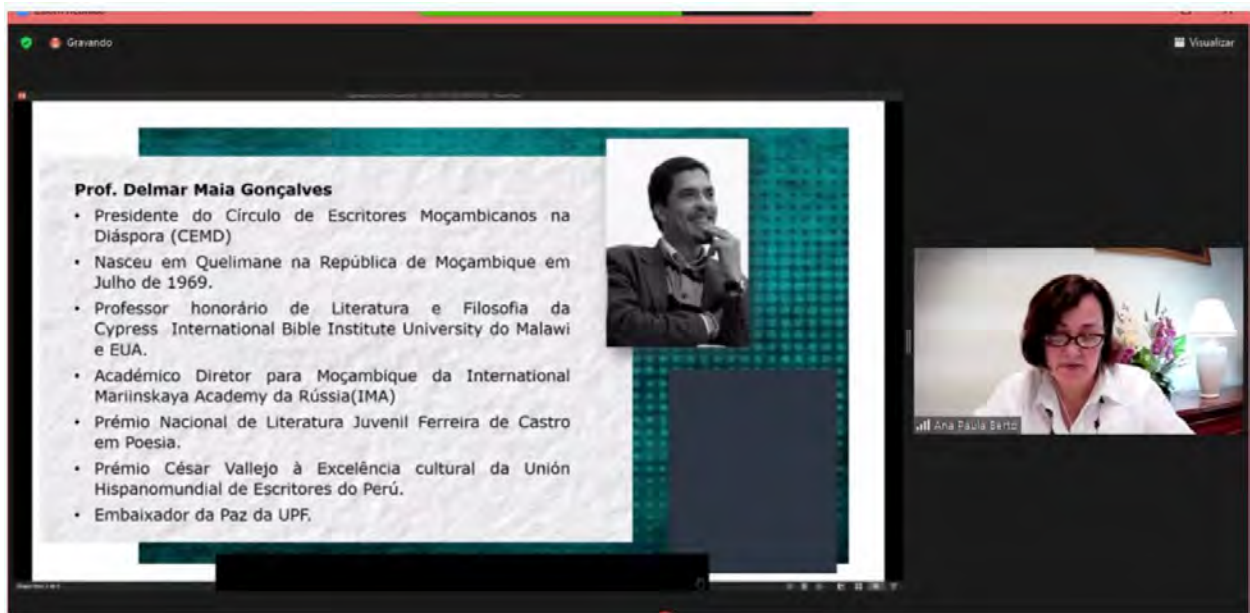 Gravando
Visualizar
Prof. Delmar Maia Gonçalves
• Presidente do Círculo de Escritores Moçambicanos na
Diáspora (CEMD)
• Nasceu em Quelimane na República de Moçambique em
Julho de 1969.
• Professor honorário de Literatura e Filosofia da
Cypress International Bible Institute University do Malawi
e EUA.
• Académico Diretor para Moçambique da International
Mariinskaya Academy da Rússia(IMA)
• Prémio Nacional de Literatura Juvenil Ferreira de Castro
em Poesia.
• Prémio César Vallejo à Excelência cultural da Unión
Hispanomundial de Escritores do Perú.
• Embaixador da Paz da UPF.
Ana Paula Berto